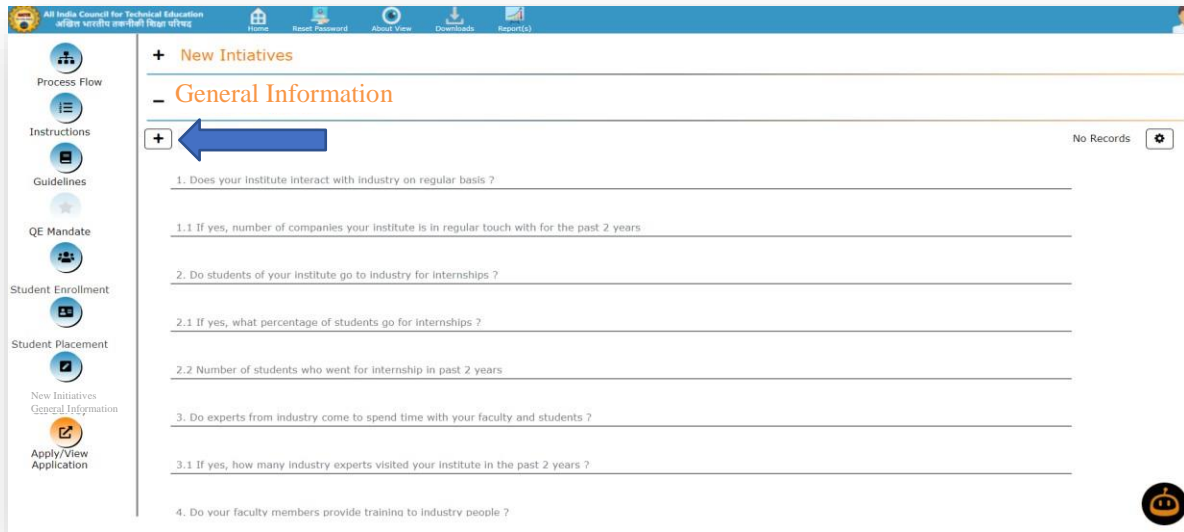 All India Council for Technical Education
अखिल भारतीय तकनीकी शिक्षा परिषद
Home Reset Password About View Downloads Report(s)
Process Flow
Instructions
Guidelines
QE Mandate
Student Enrollment
Student Placement
New Initiatives
General Information
Apply/View
Application
+ New Intiatives
– General Information
+
No Records
1. Does your institute interact with industry on regular basis ?
1.1 If yes, number of companies your institute is in regular touch with for the past 2 years
2. Do students of your institute go to industry for internships ?
2.1 If yes, what percentage of students go for internships ?
2.2 Number of students who went for internship in past 2 years
3. Do experts from industry come to spend time with your faculty and students ?
3.1 If yes, how many industry experts visited your institute in the past 2 years ?
4. Do your faculty members provide training to industry people ?